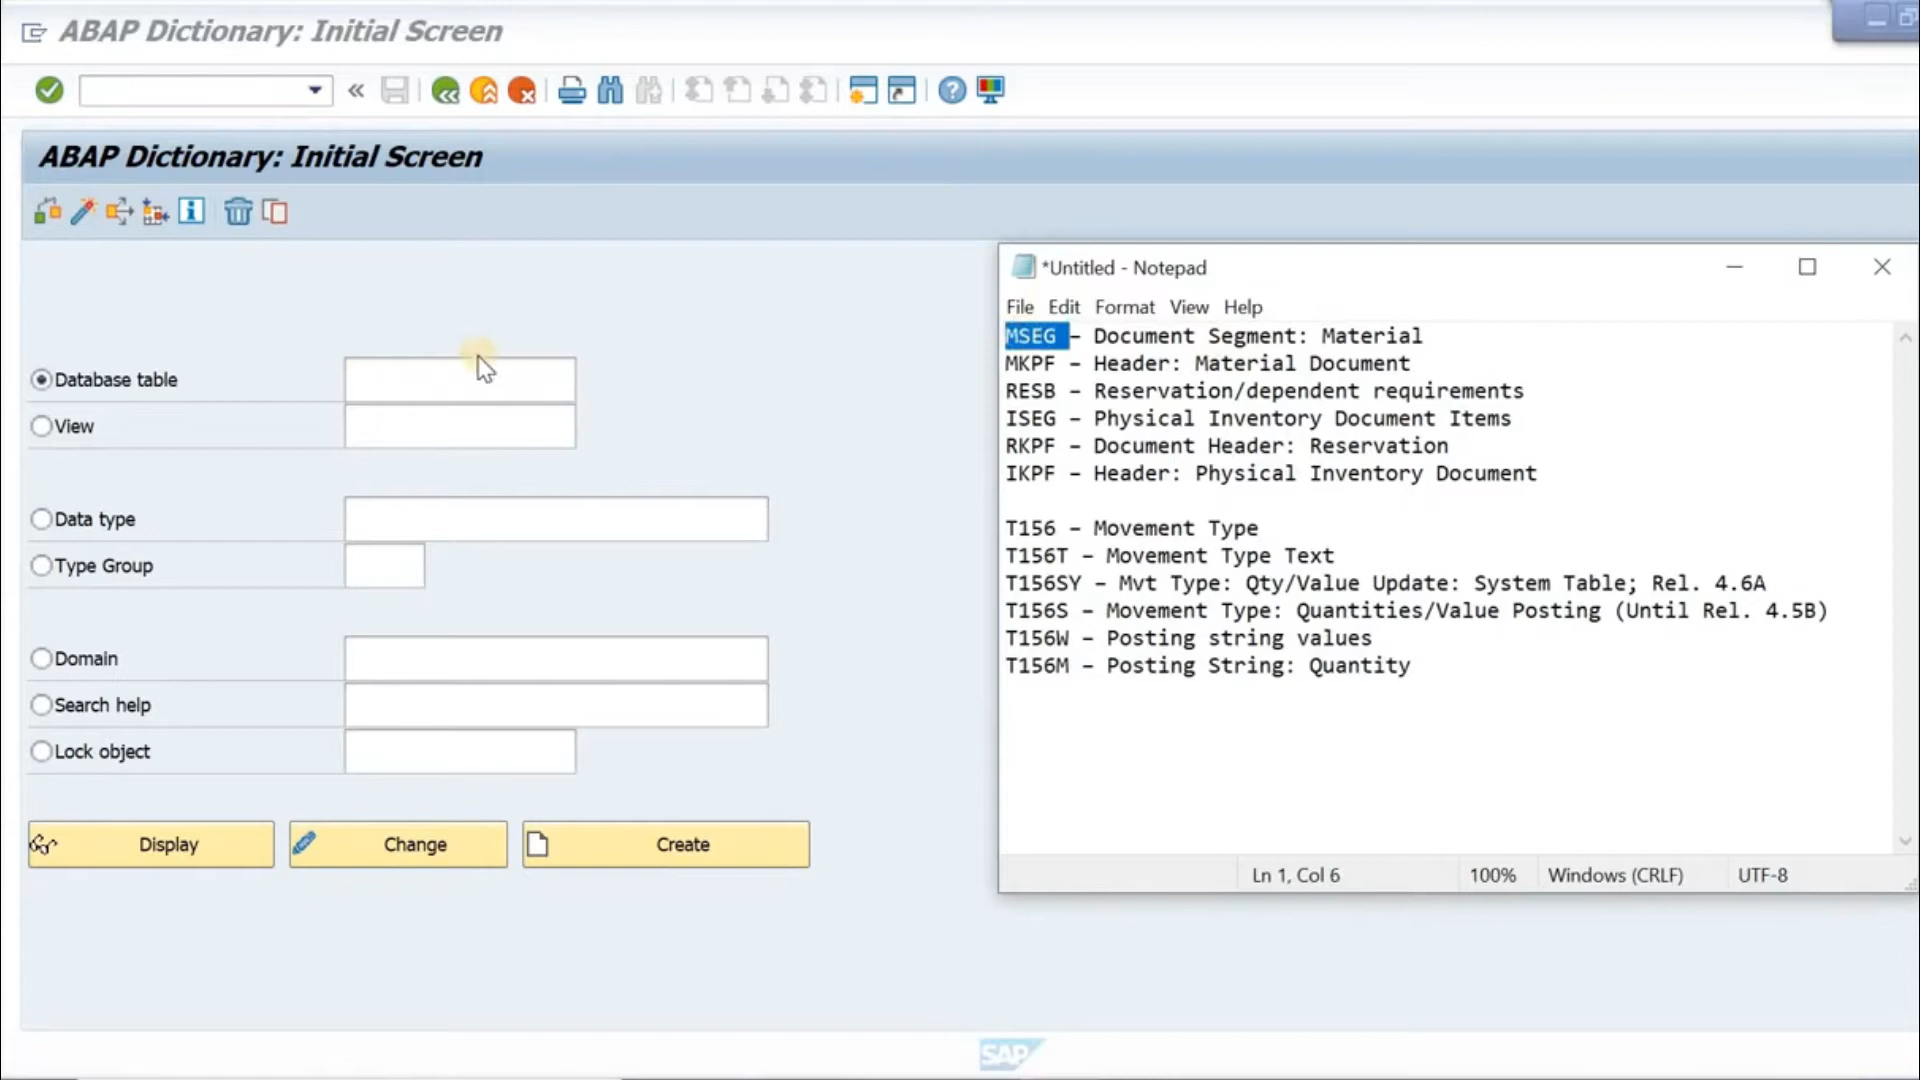 ABAP Dictionary: Initial Screen
ABAP Dictionary: Initial Screen
Database table
View
Data type
Type Group
Domain
Search help
Lock object
Display
Change
Create
*Untitled - Notepad
File Edit Format View Help
MSEG – Document Segment: Material
MKPF – Header: Material Document
RESB – Reservation/dependent requirements
ISEG – Physical Inventory Document Items
RKPF – Document Header: Reservation
IKPF – Header: Physical Inventory Document
T156 – Movement Type
T156T – Movement Type Text
T156SY – Mvt Type: Qty/Value Update: System Table; Rel. 4.6A
T156S – Movement Type: Quantities/Value Posting (Until Rel. 4.5B)
T156W – Posting string values
T156M – Posting String: Quantity
Ln 1, Col 6
100%
Windows (CRLF)
UTF-8
SAP